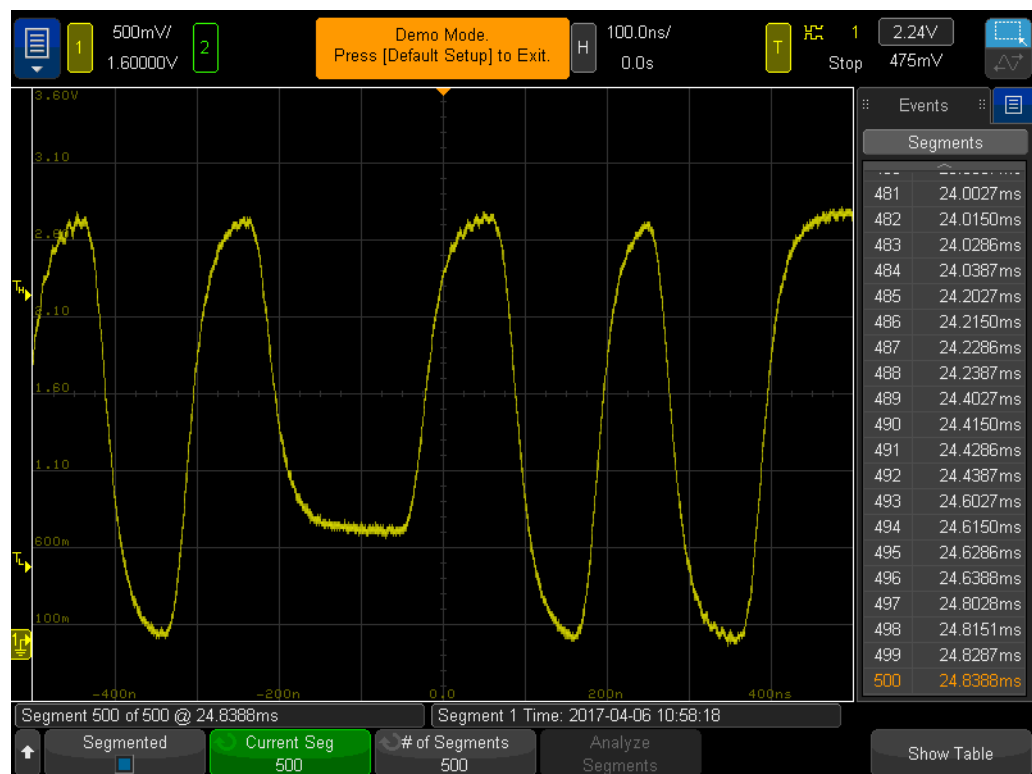 1
500mV/
1.60000V
2
Demo Mode.
Press [Default Setup] to Exit.
H
100.0ns/
0.0s
T
1
Stop
2.24V
475mV
3.60V
3.10
2.10
1.60
1.10
600m
100m
TH
TL
1
-400n
-200n
0.0
200n
400ns
Events
Segments
481 24.0027ms
482 24.0150ms
483 24.0286ms
484 24.0387ms
485 24.2027ms
486 24.2150ms
487 24.2286ms
488 24.2387ms
489 24.4027ms
490 24.4150ms
491 24.4286ms
492 24.4387ms
493 24.6027ms
494 24.6150ms
495 24.6286ms
496 24.6388ms
497 24.8028ms
498 24.8151ms
499 24.8287ms
500 24.8388ms
Segment 500 of 500 @ 24.8388ms
Segment 1 Time: 2017-04-06 10:58:18
Segmented
Current Seg
500
# of Segments
500
Analyze
Segments
Show Table